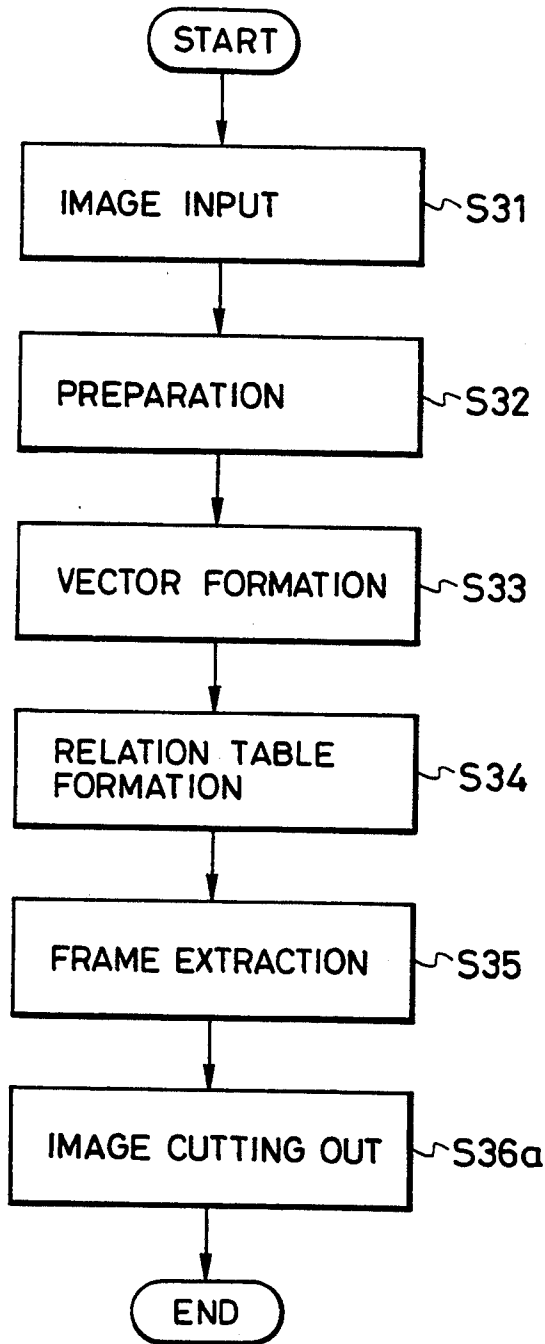 START
IMAGE INPUT
S31
PREPARATION
S32
VECTOR FORMATION
S33
RELATION TABLE
FORMATION
S34
FRAME EXTRACTION
S35
IMAGE CUTTING OUT
S36a
END